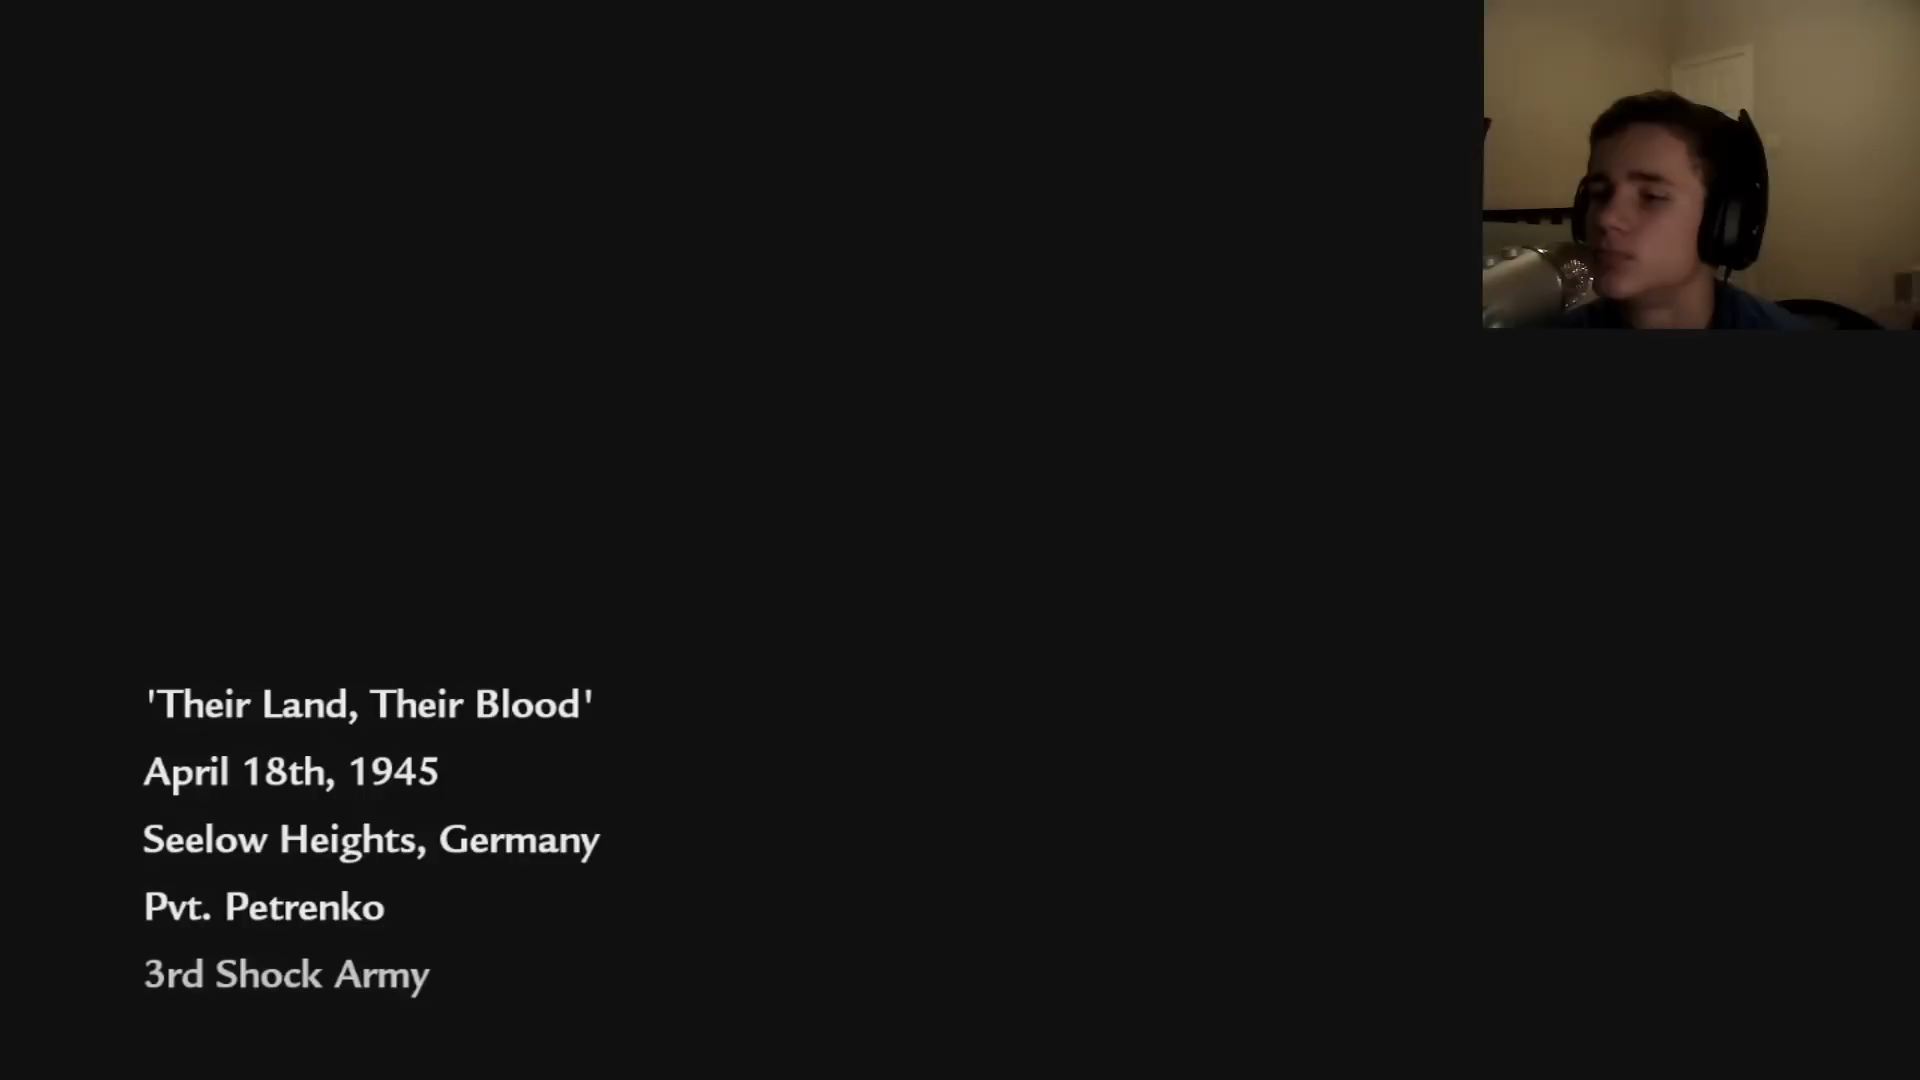 'Their Land, Their Blood'
April 18th, 1945
Seelow Heights, Germany
Pvt. Petrenko
3rd Shock Army